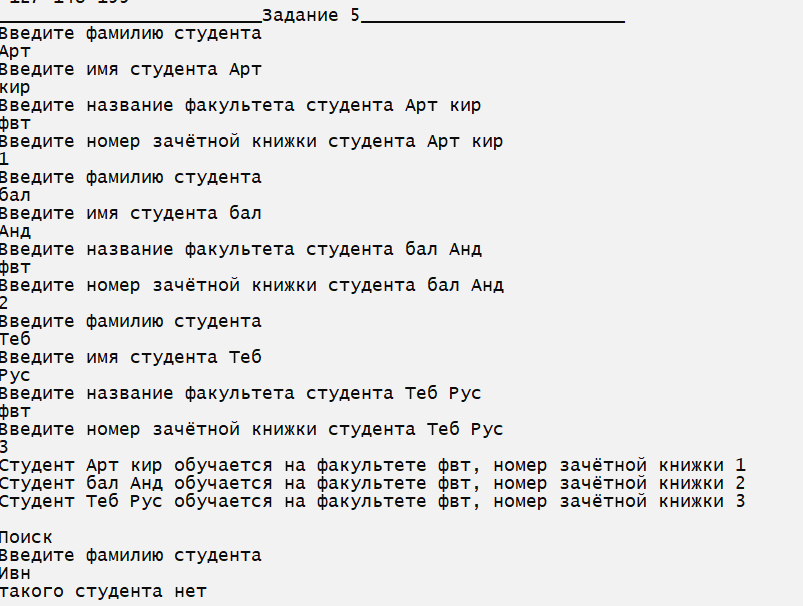 127 148 199
________________________Задание 5________________________
Введите фамилию студента
Арт
Введите имя студента Арт
кир
Введите название факультета студента Арт кир
фвт
Введите номер зачётной книжки студента Арт кир
1
Введите фамилию студента
бал
Введите имя студента бал
Анд
Введите название факультета студента бал Анд
фвт
Введите номер зачётной книжки студента бал Анд
2
Введите фамилию студента
Теб
Введите имя студента Теб
Рус
Введите название факультета студента Теб Рус
фвт
Введите номер зачётной книжки студента Теб Рус
3
Студент Арт кир обучается на факультете фвт, номер зачётной книжки 1
Студент бал Анд обучается на факультете фвт, номер зачётной книжки 2
Студент Теб Рус обучается на факультете фвт, номер зачётной книжки 3
Поиск
Введите фамилию студента
Ивн
такого студента нет